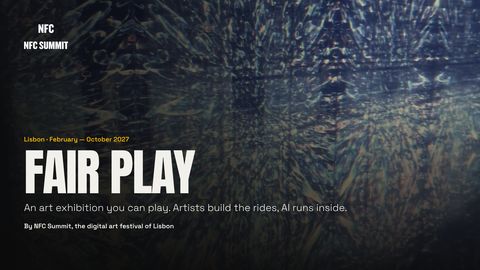 NFC
NFC SUMMIT
Lisbon · February — October 2027
FAIR PLAY
An art exhibition you can play. Artists build the rides, AI runs inside.
By NFC Summit, the digital art festival of Lisbon